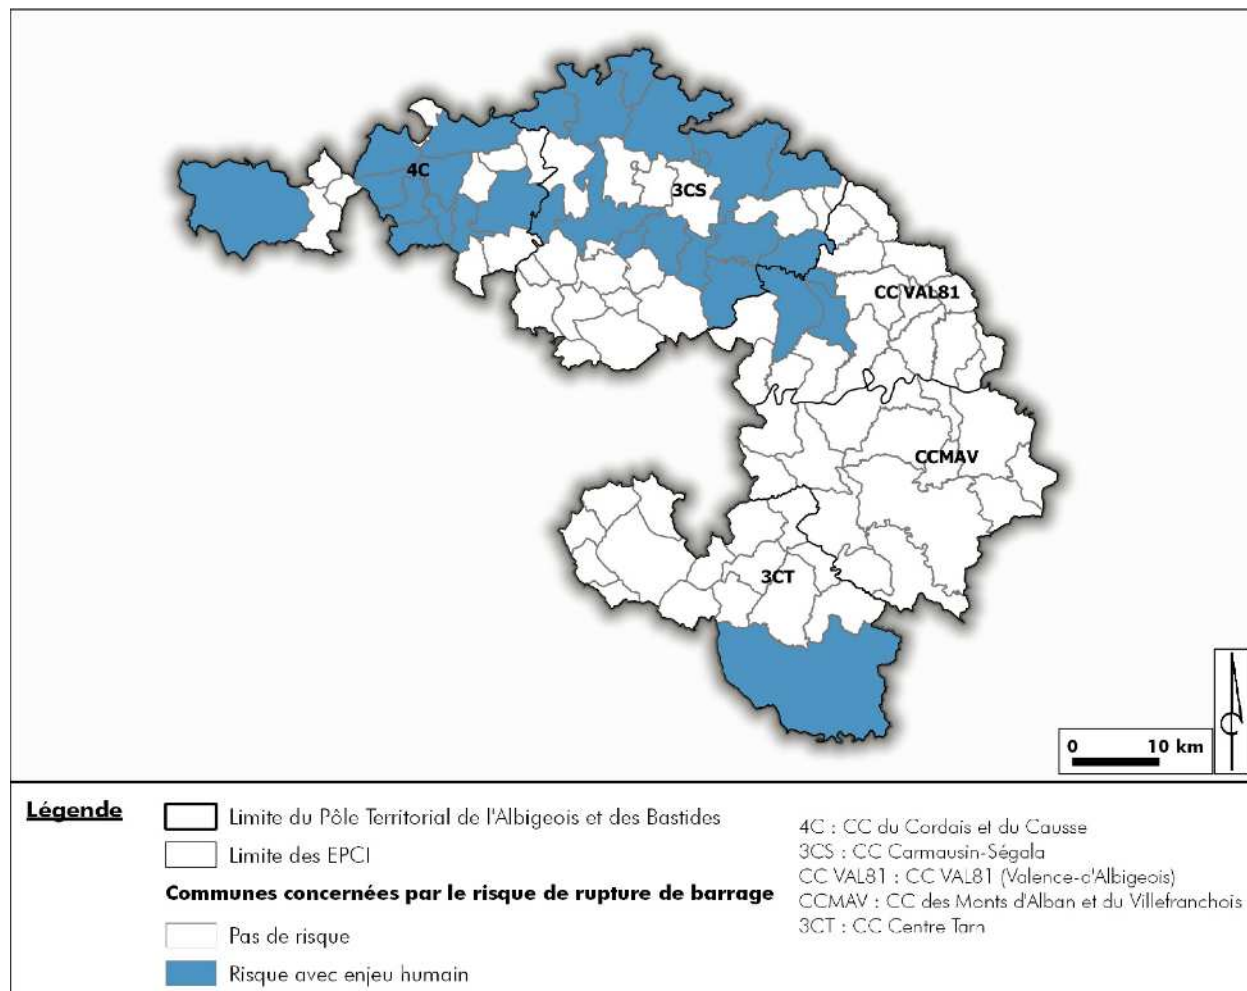 4C
3CS
CC VAL81
CCMAV
3CT
0 10 km
Légende
Limite du Pôle Territorial de l'Albigeois et des Bastides
Limite des EPCI
Communes concernées par le risque de rupture de barrage
Pas de risque
Risque avec enjeu humain
4C : CC du Cordais et du Causse
3CS : CC Carmausin-Ségala
CC VAL81 : CC VAL81 (Valence-d'Albigeois)
CCMAV : CC des Monts d'Alban et du Villefranchois
3CT : CC Centre Tarn